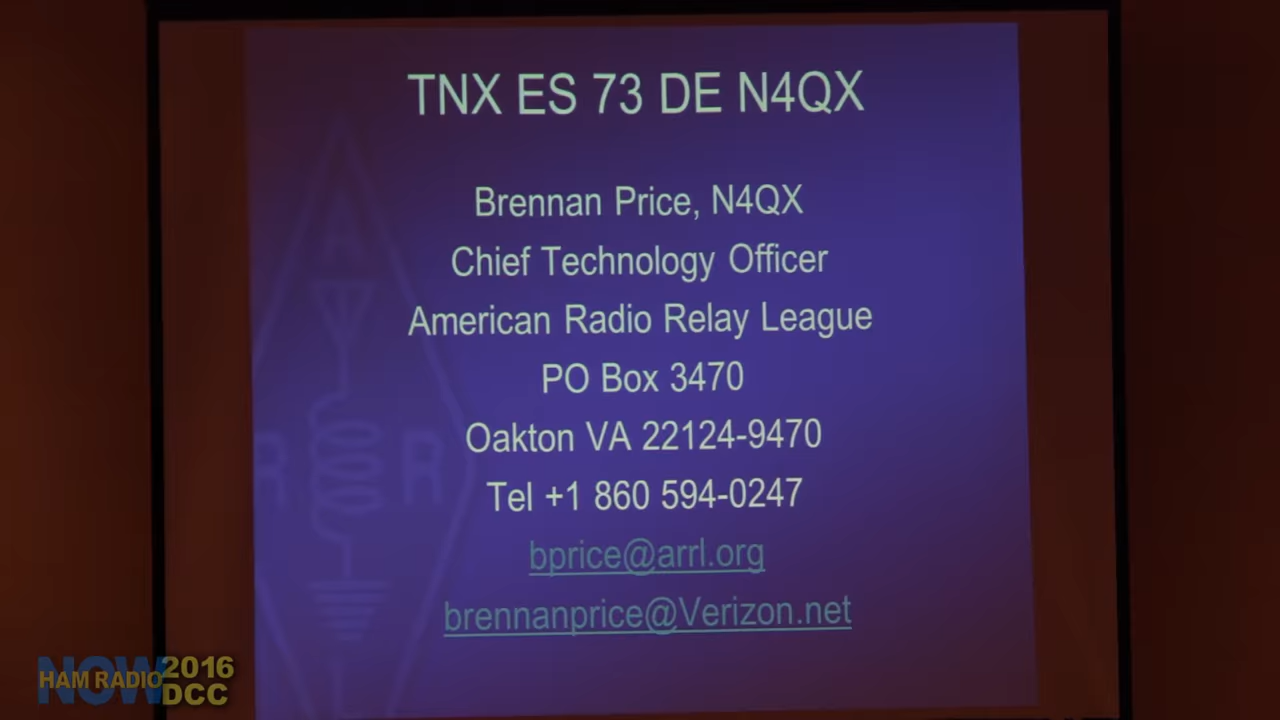 TNX ES 73 DE N4QX
Brennan Price, N4QX
Chief Technology Officer
American Radio Relay League
PO Box 3470
Oakton VA 22124-9470
Tel +1 860 594-0247
bprice@arrl.org
brennanprice@Verizon.net
A
R R
L
HAM RADIO NOW 2016 DCC